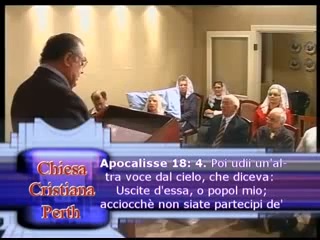 Chiesa
Cristiana
Perth
Apocalisse 18: 4. Poi udii un'al-
tra voce dal cielo, che diceva:
Uscite d'essa, o popol mio;
acciocchè non siate partecipi de'